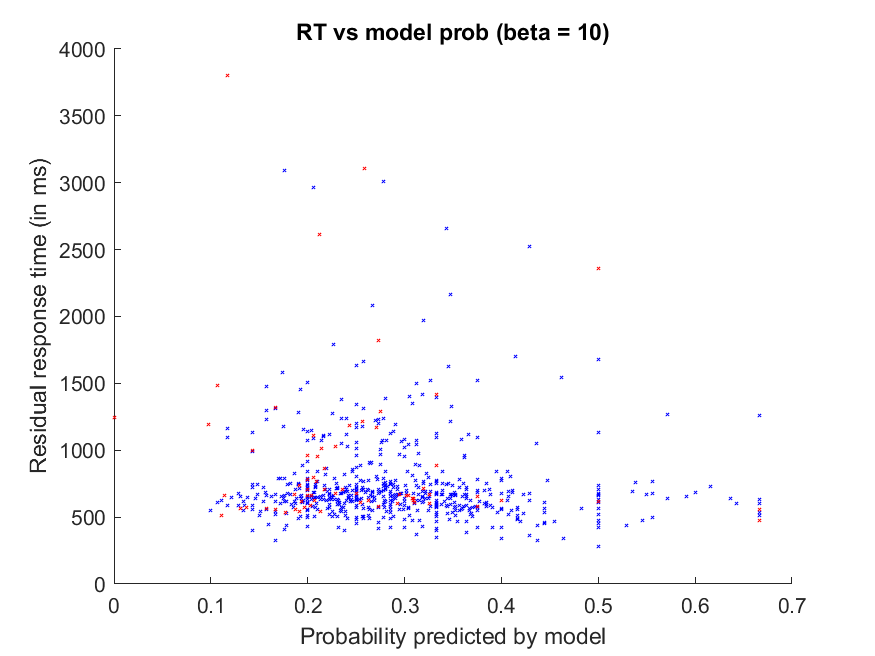 RT vs model prob (beta = 10)
Residual response time (in ms)
4000
3500
3000
2500
2000
1500
1000
500
0
0 0.1 0.2 0.3 0.4 0.5 0.6 0.7
Probability predicted by model